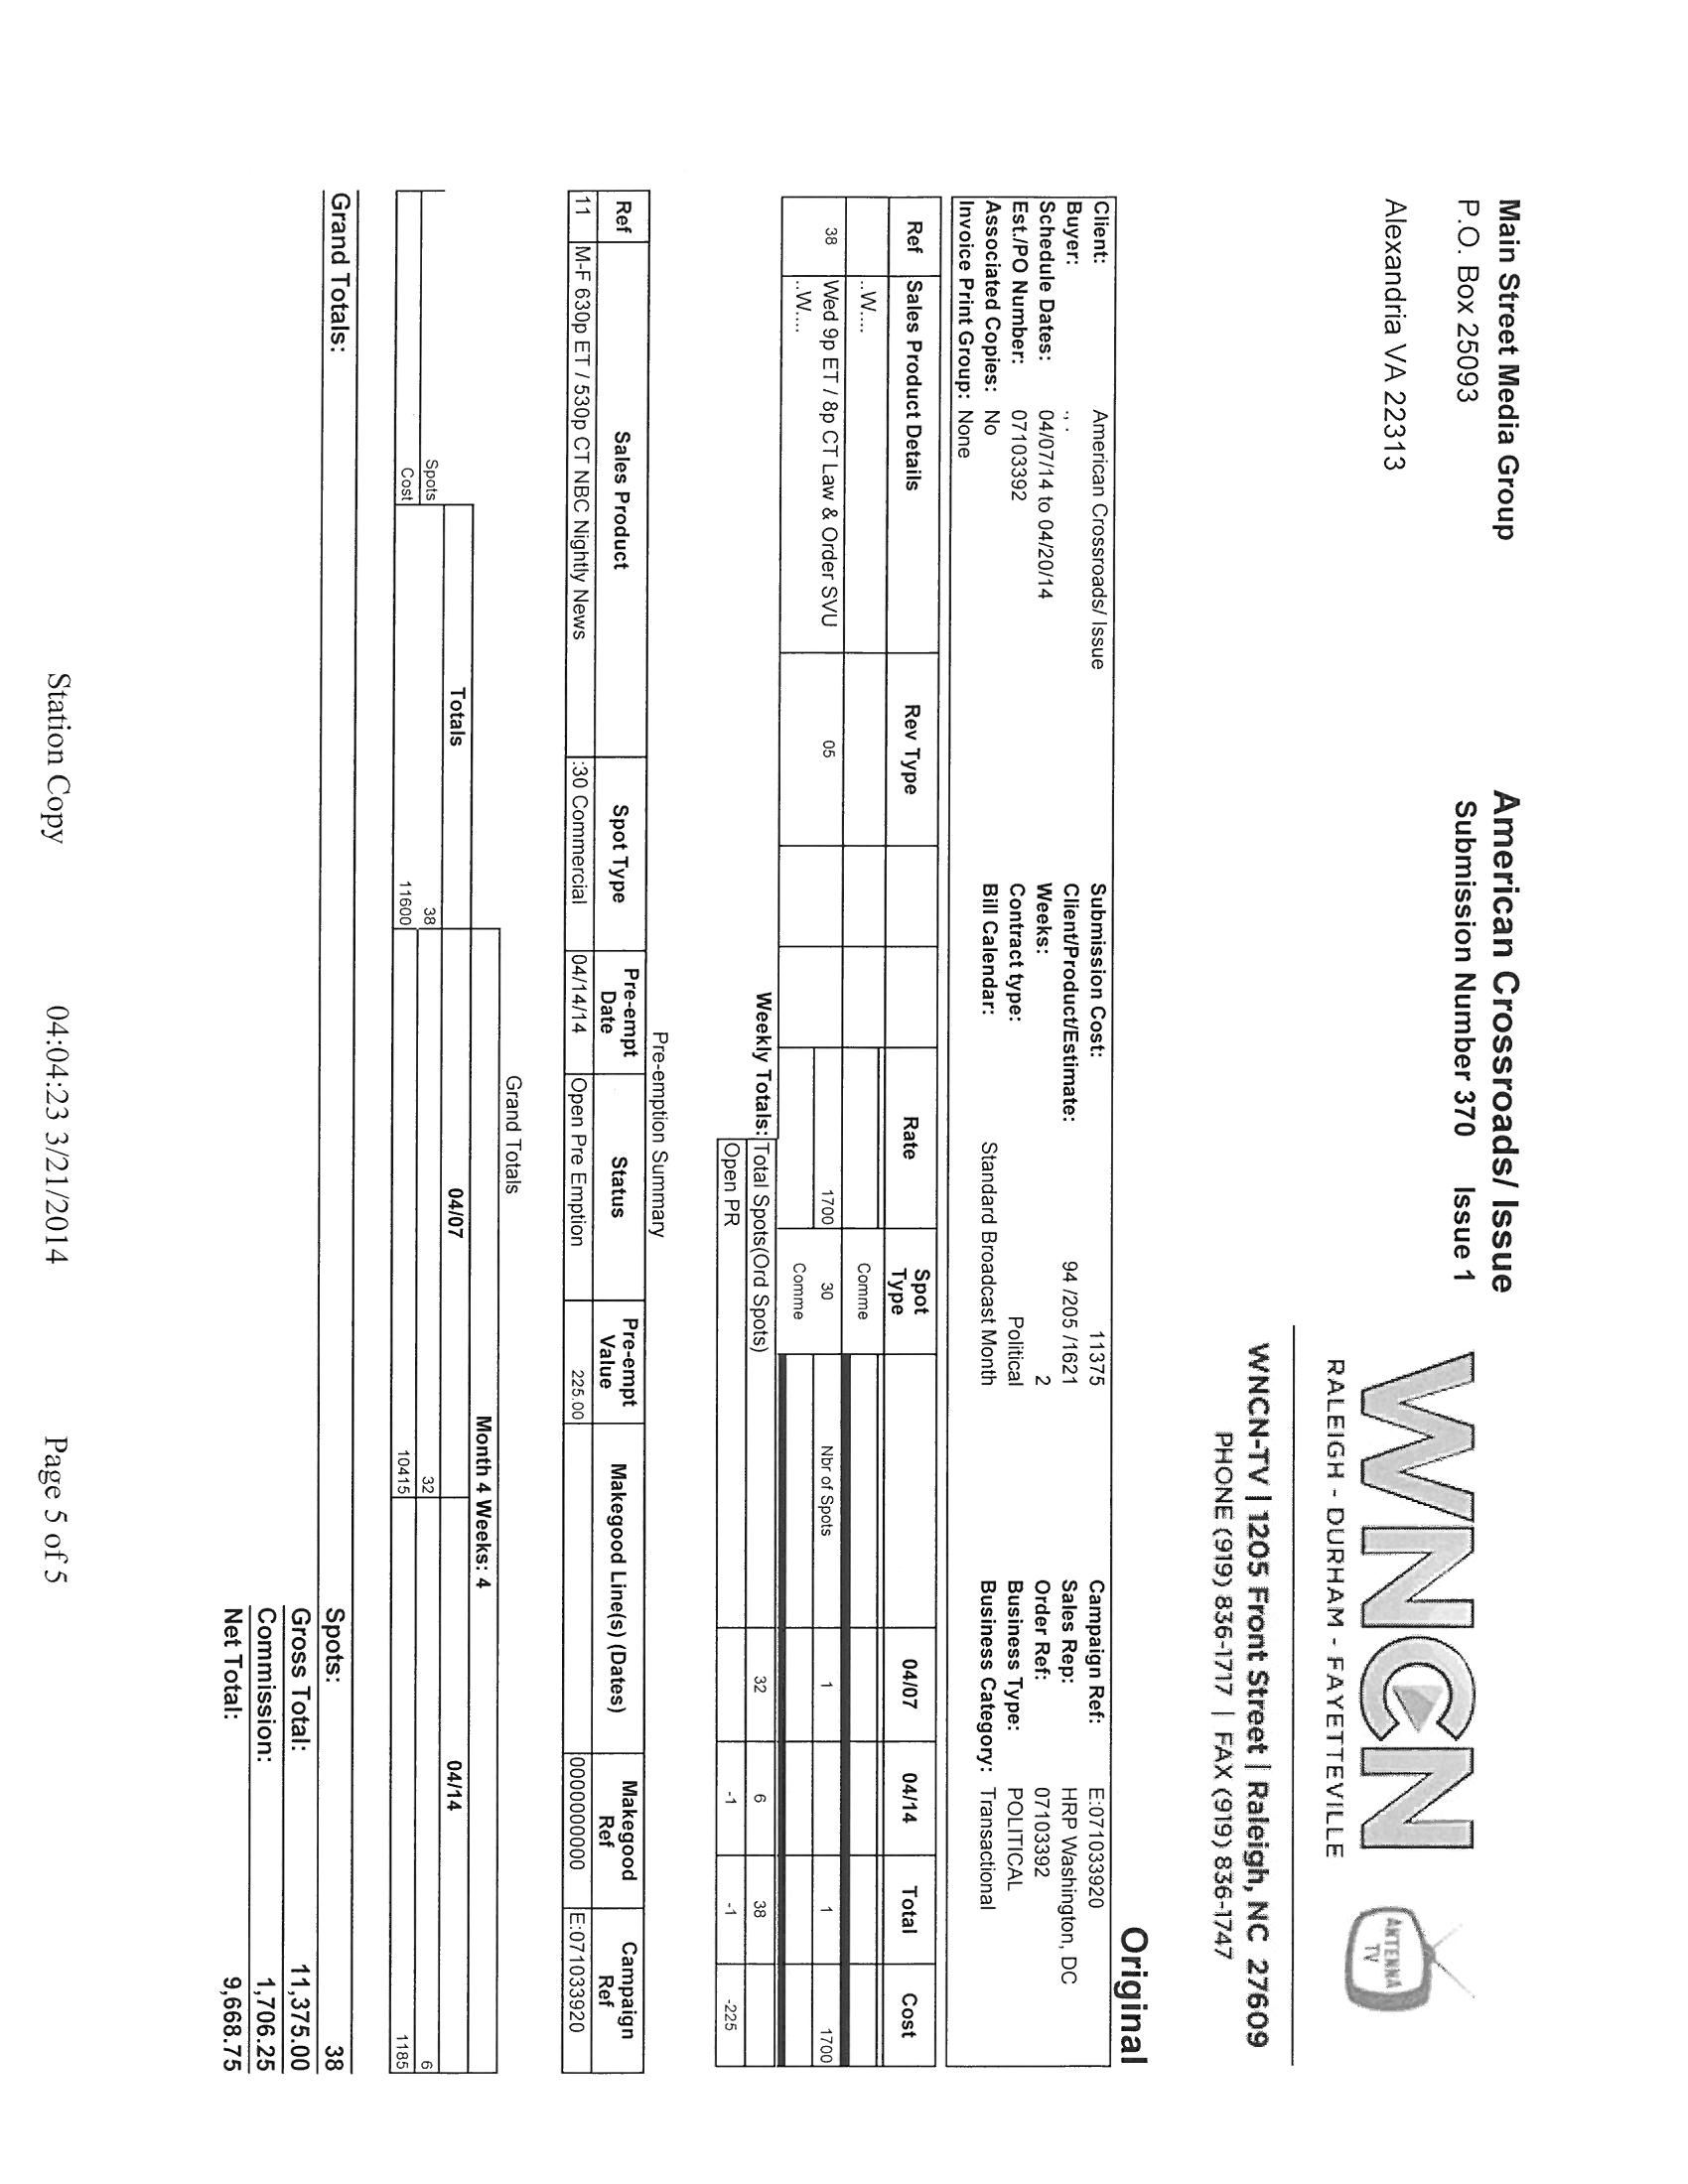 Main Street Media Group
P.O. Box 25093
Alexandria VA 22313
American Crossroads/ Issue
Submission Number 370 Issue 1
WNCN
RALEIGH - DURHAM - FAYETTEVILLE
ANTENNA
TV
WNCN-TV | 1205 Front Street | Raleigh, NC 27609
PHONE (919) 836-1717 | FAX (919) 836-1747
Original
Client: American Crossroads/ Issue Submission Cost: 11375 Campaign Ref: E:071033920
Buyer: ., . Client/Product/Estimate: 94 /205 /1621 Sales Rep: HRP Washington, DC
Schedule Dates: 04/07/14 to 04/20/14 Weeks: 2 Order Ref: 07103392
Est./PO Number: 07103392 Contract type: Political Business Type: POLITICAL
Associated Copies: No Bill Calendar: Standard Broadcast Month Business Category: Transactional
Invoice Print Group: None
Ref Sales Product Details Rev Type Rate Spot Type 04/07 04/14 Total Cost
..W.... Comme
38 Wed 9p ET / 8p CT Law & Order SVU 05 1700 30 Nbr of Spots 1 1 1700
..W.... Comme
Weekly Totals: Total Spots(Ord Spots) 32 6 38
Open PR -1 -1 -225
Pre-emption Summary
Ref Sales Product Spot Type Pre-empt Date Status Pre-empt Value Makegood Line(s) (Dates) Makegood Ref Campaign Ref
11 M-F 630p ET / 530p CT NBC Nightly News :30 Commercial 04/14/14 Open Pre Emption 225.00 0000000000 E:071033920
Grand Totals
Month 4 Weeks: 4
Totals 04/07 04/14
Spots 38 32 6
Cost 11600 10415 1185
Grand Totals: Spots: 38
Gross Total: 11,375.00
Commission: 1,706.25
Net Total: 9,668.75
Station Copy 04:04:23 3/21/2014 Page 5 of 5